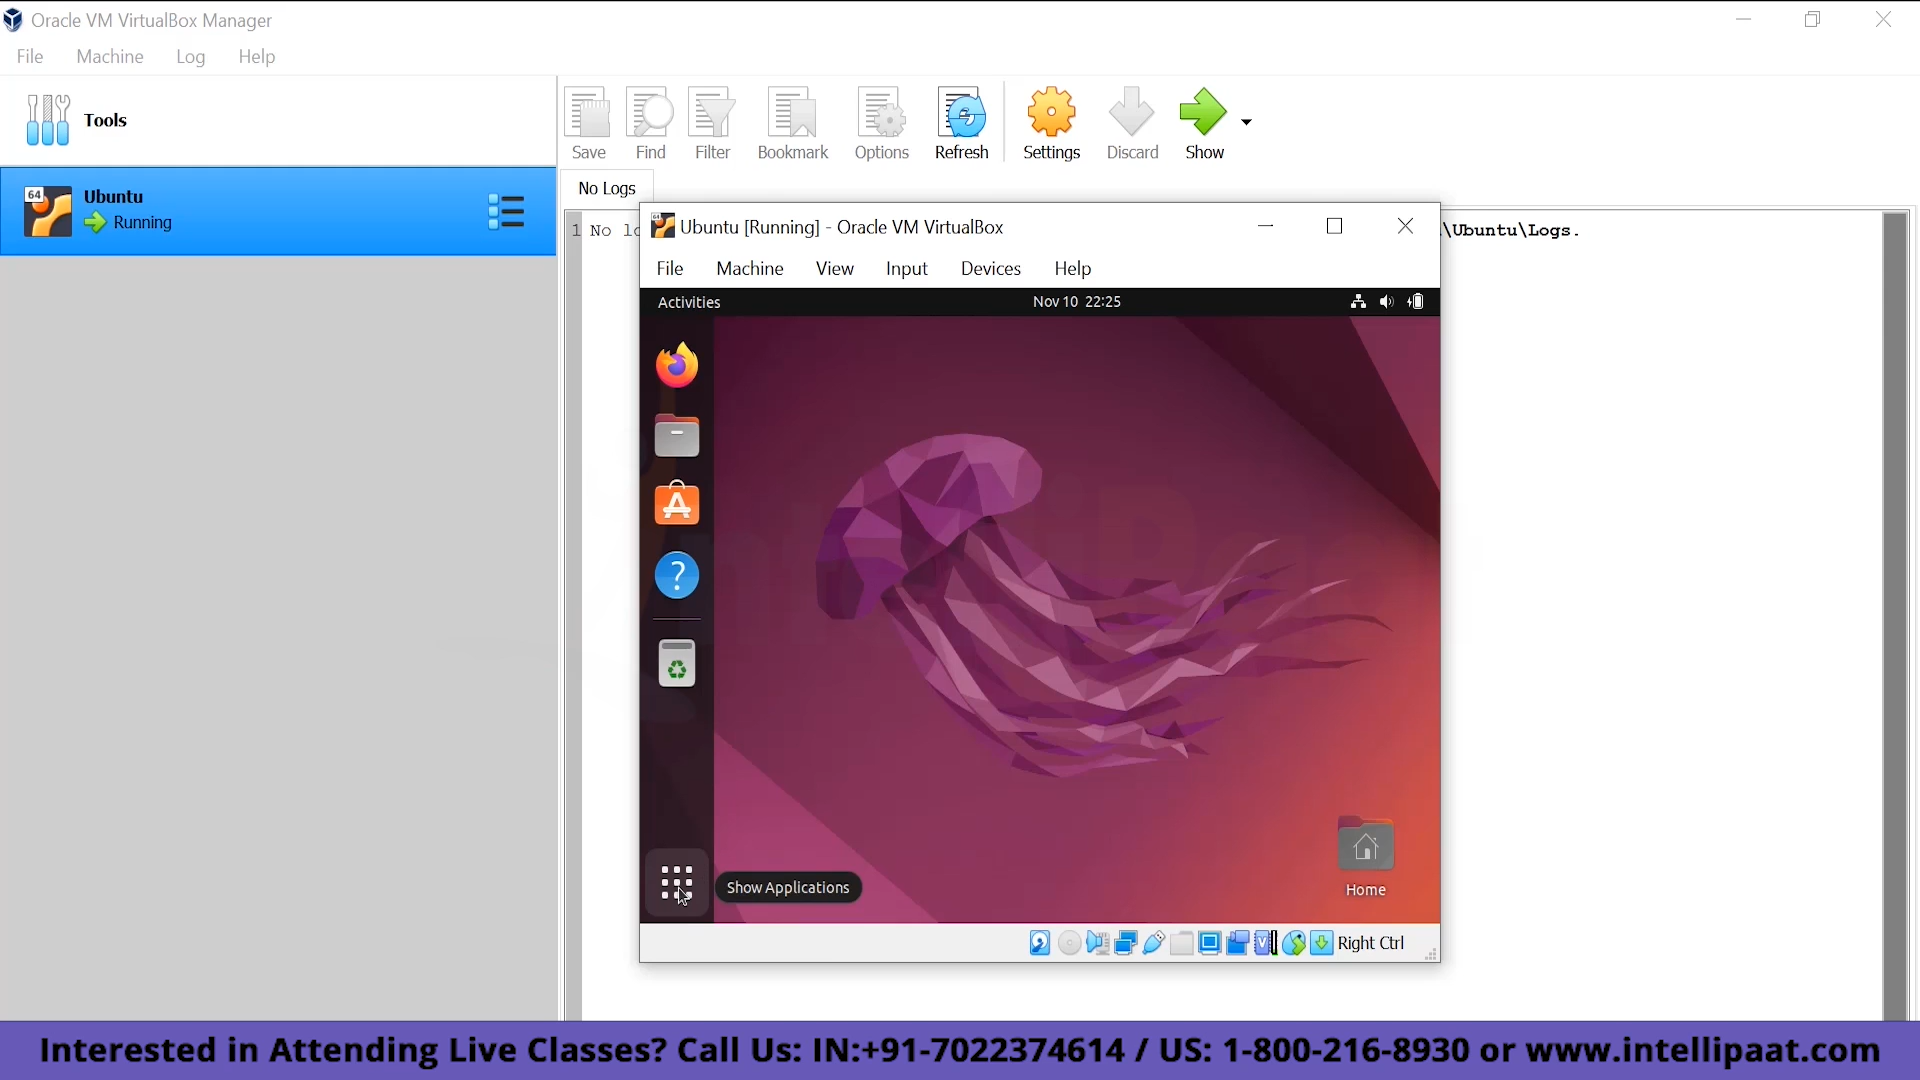 Oracle VM VirtualBox Manager
File Machine Log Help
Tools
Save Find Filter Bookmark Options Refresh Settings Discard Show
64 Ubuntu
Running
No Logs
1 No lo
\Ubuntu\Logs.
Ubuntu [Running] - Oracle VM VirtualBox
File Machine View Input Devices Help
Activities Nov 10 22:25
Show Applications
Home
Right Ctrl
Interested in Attending Live Classes? Call Us: IN:+91-7022374614 / US: 1-800-216-8930 or www.intellipaat.com